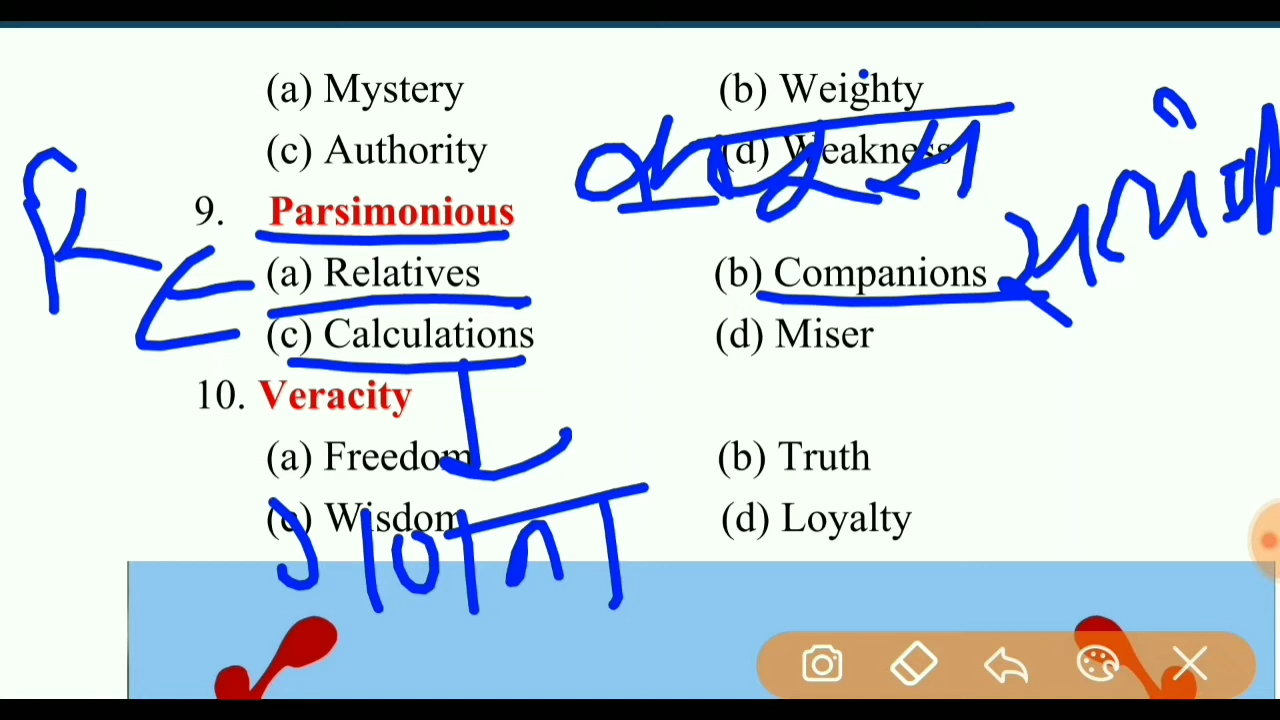 (a) Mystery (b) Weighty
(c) Authority (d) Weakness
9. Parsimonious
(a) Relatives (b) Companions
(c) Calculations (d) Miser
10. Veracity
(a) Freedom (b) Truth
(c) Wisdom (d) Loyalty